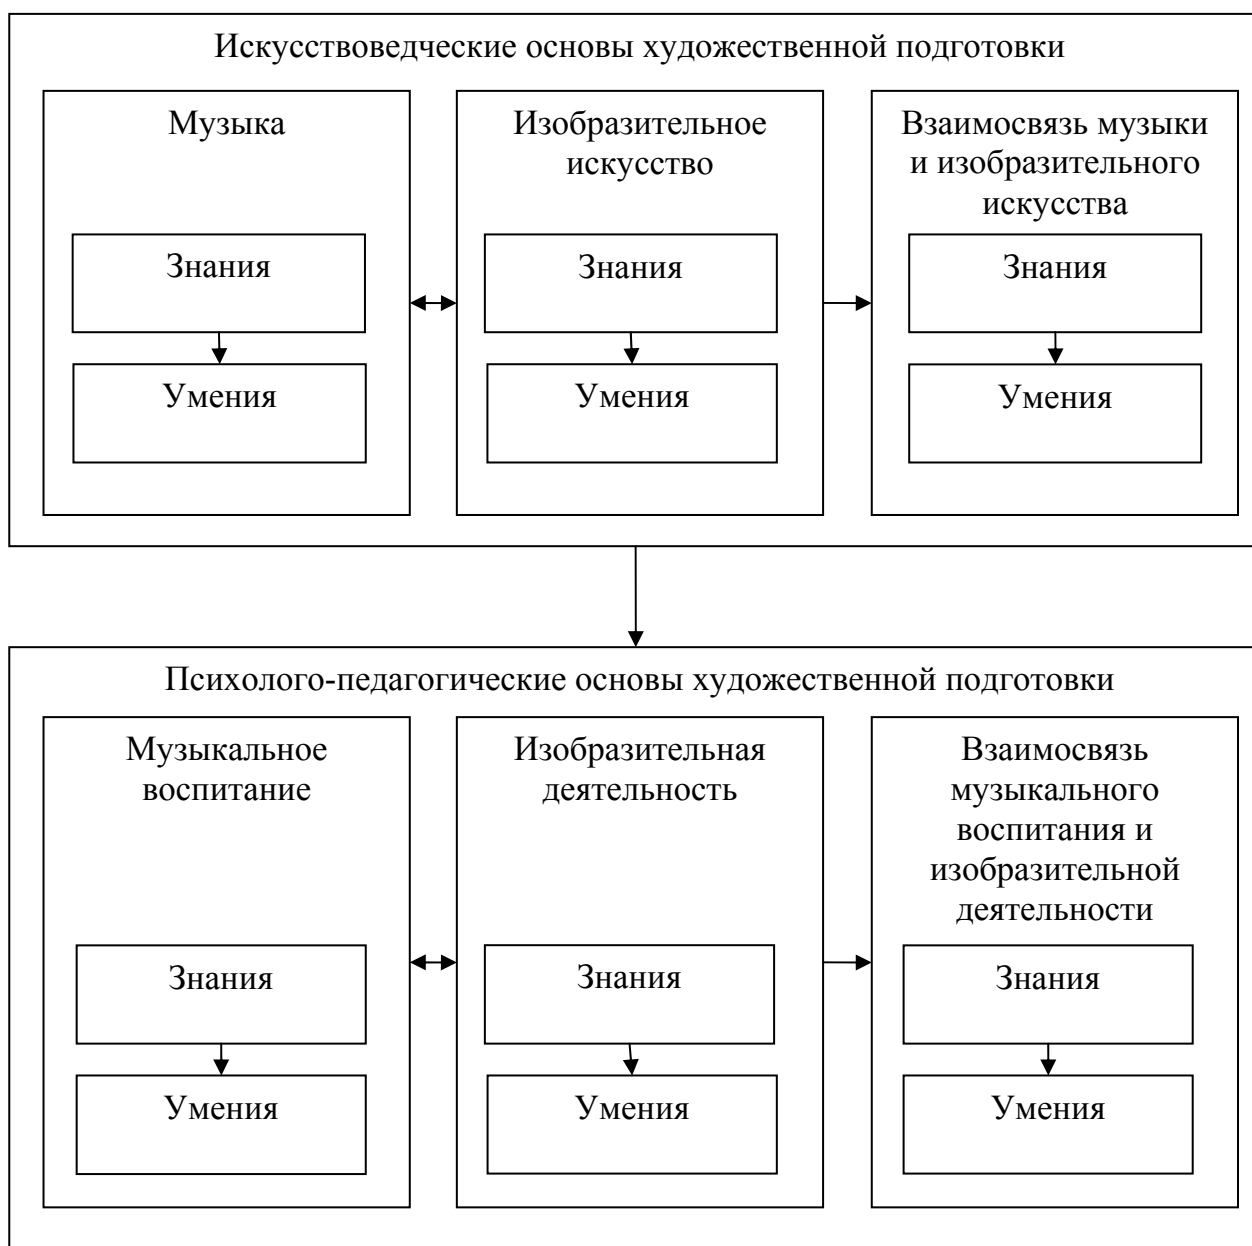 Искусствоведческие основы художественной подготовки
Музыка
Знания
Умения
Изобразительное
искусство
Знания
Умения
Взаимосвязь музыки
и изобразительного
искусства
Знания
Умения
Психолого-педагогические основы художественной подготовки
Музыкальное
воспитание
Знания
Умения
Изобразительная
деятельность
Знания
Умения
Взаимосвязь
музыкального
воспитания и
изобразительной
деятельности
Знания
Умения